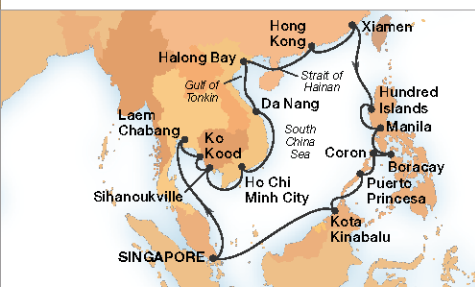 Hong
Kong
Xiamen
Halong Bay
Gulf of
Tonkin
Strait of
Hainan
Hundred
Islands
Da Nang
Laem
Chabang
Ko
Kood
South
China
Sea
Manila
Coron
Boracay
Sihanoukville
Ho Chi
Minh City
Puerto
Princesa
Kota
Kinabalu
SINGAPORE